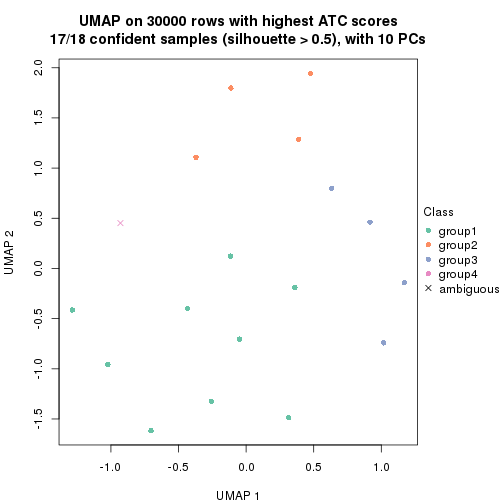 UMAP on 30000 rows with highest ATC scores
17/18 confident samples (silhouette > 0.5), with 10 PCs
2.0
1.5
1.0
0.5
0.0
-0.5
-1.0
-1.5
UMAP 2
-1.0 -0.5 0.0 0.5 1.0
UMAP 1
Class
group1
group2
group3
group4
ambiguous